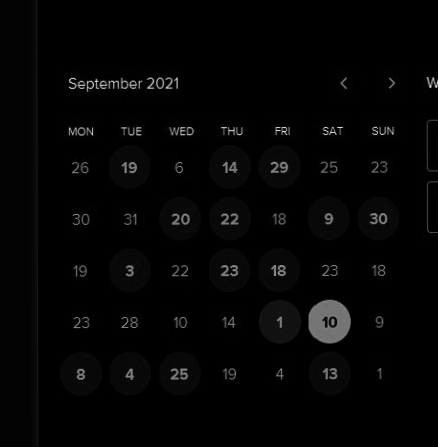 September 2021 < >
W
MON TUE WED THU FRI SAT SUN
26 19 6 14 29 25 23
30 31 20 22 18 9 30
19 3 22 23 18 23 18
23 28 10 14 1 10 9
8 4 25 19 4 13 1